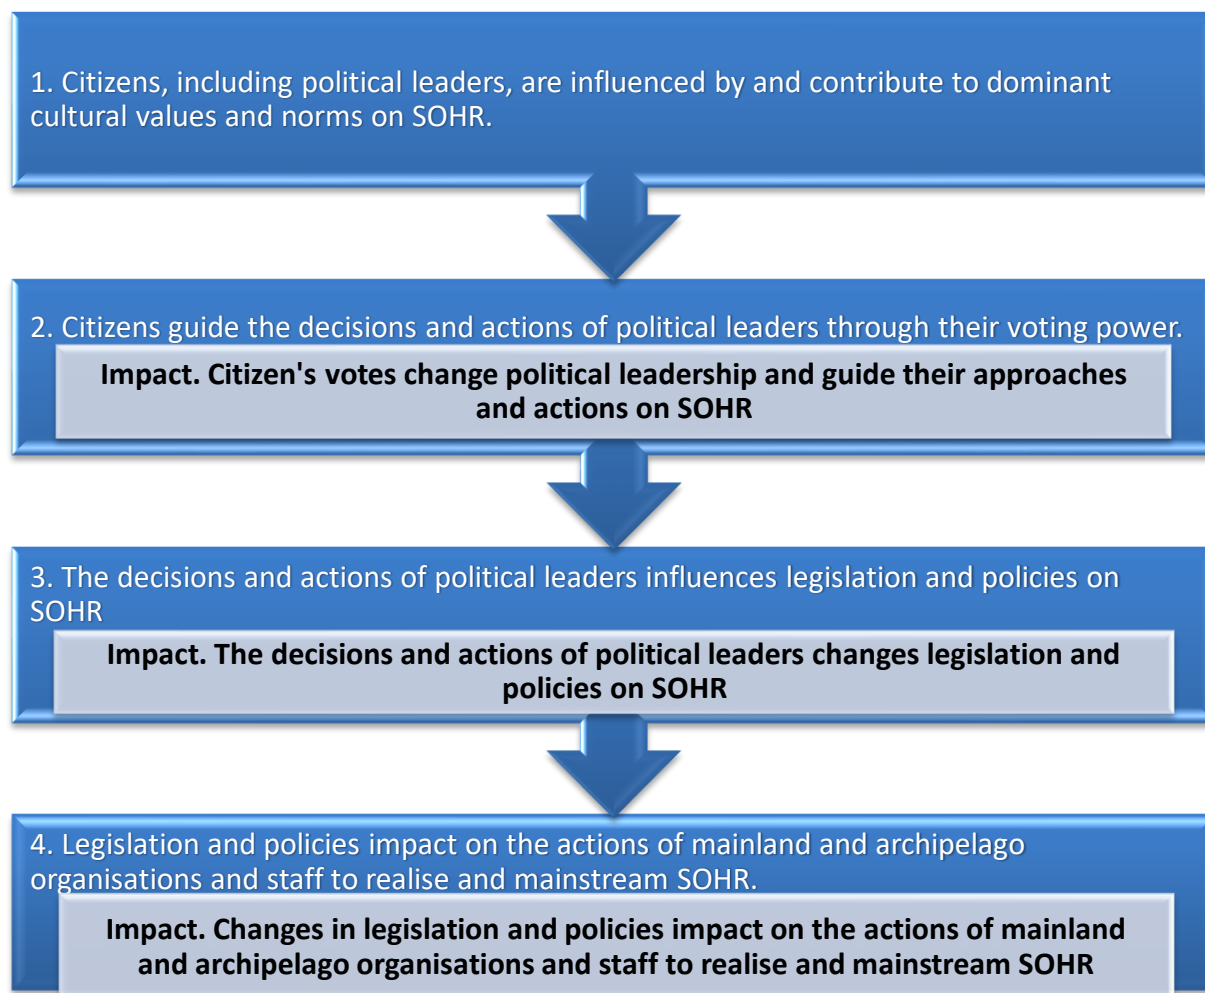 1. Citizens, including political leaders, are influenced by and contribute to dominant
cultural values and norms on SOHR.
2. Citizens guide the decisions and actions of political leaders through their voting power.
Impact. Citizen's votes change political leadership and guide their approaches
and actions on SOHR
3. The decisions and actions of political leaders influences legislation and policies on
SOHR
Impact. The decisions and actions of political leaders changes legislation and
policies on SOHR
4. Legislation and policies impact on the actions of mainland and archipelago
organisations and staff to realise and mainstream SOHR.
Impact. Changes in legislation and policies impact on the actions of mainland
and archipelago organisations and staff to realise and mainstream SOHR